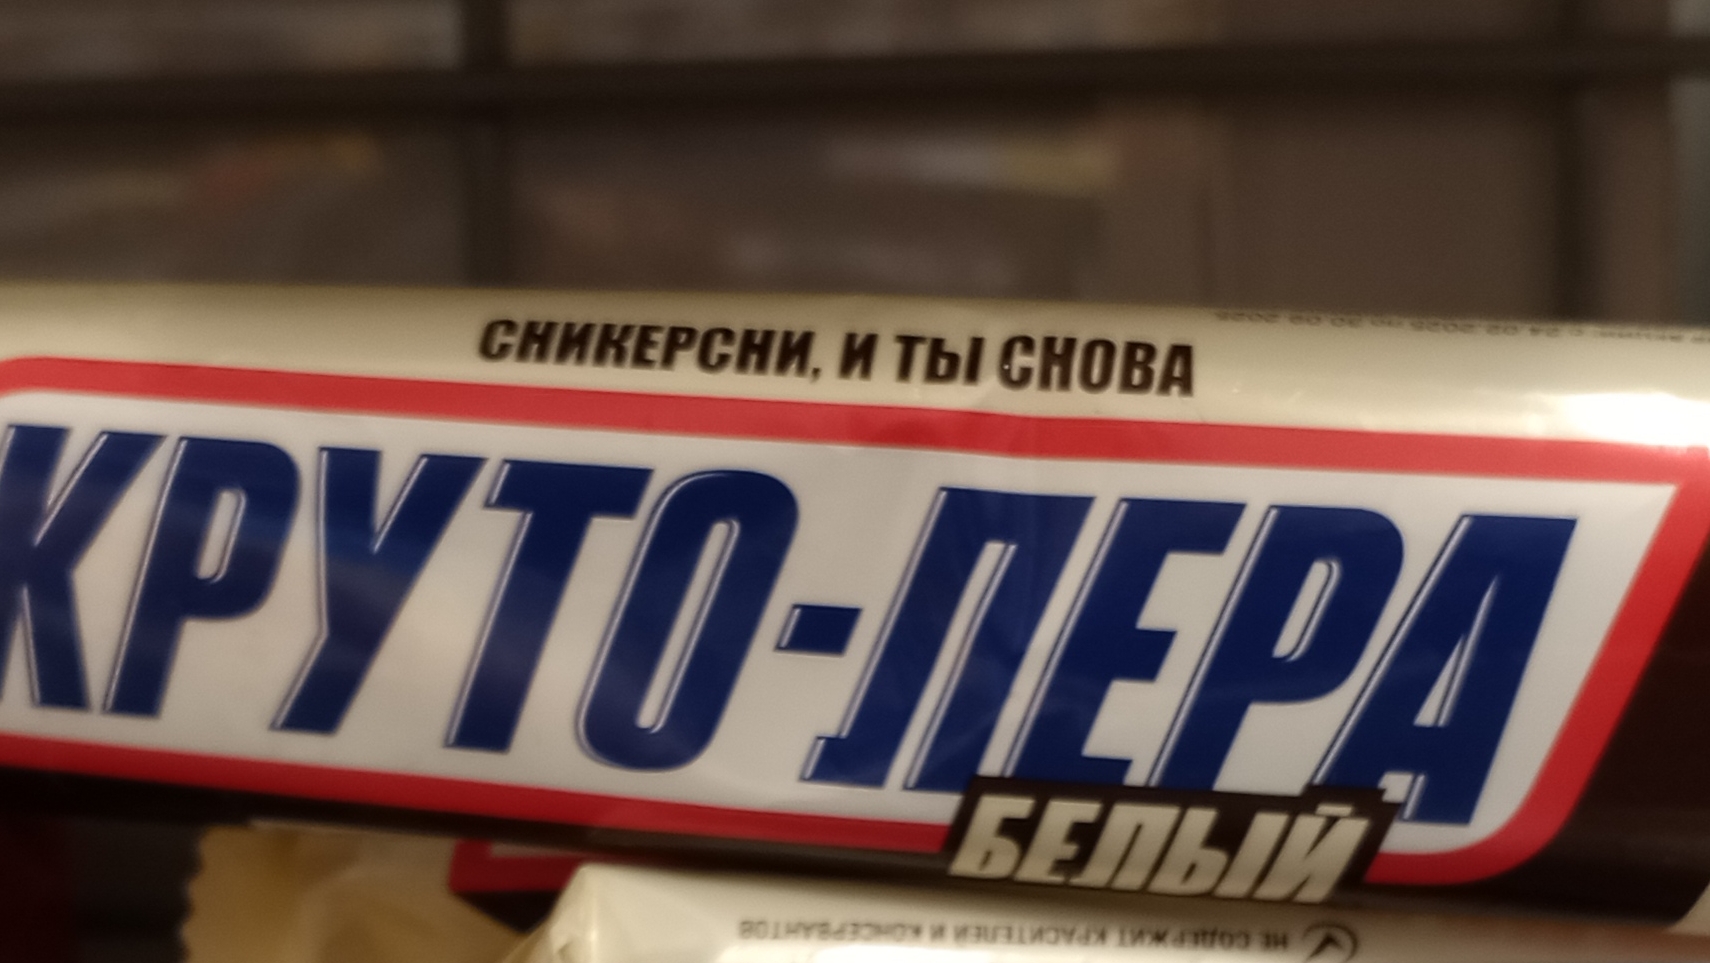 СНИКЕРСНИ, И ТЫ СНОВА
КРУТО-ЛЕРА
БЕЛЫЙ
НЕ СОДЕРЖИТ КРАСИТЕЛЕЙ И КОНСЕРВАНТОВ